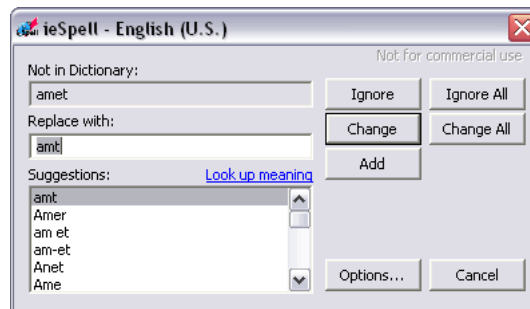 ieSpell - English (U.S.)
Not for commercial use
Not in Dictionary:
amet
Ignore
Ignore All
Replace with:
Change
Change All
amt
Add
Suggestions:
Look up meaning
amt
Amer
am et
am-et
Anet
Ame
Options...
Cancel